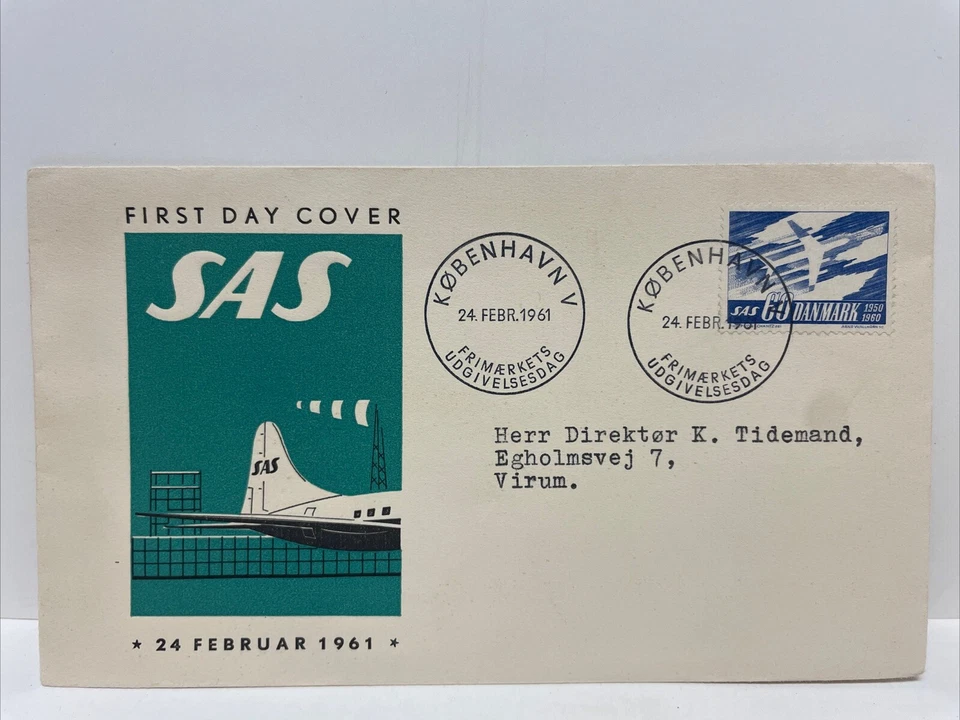 FIRST DAY COVER
SAS
SAS
* 24 FEBRUAR 1961 *
KØBENHAVN V
24. FEBR. 1961
FRIMÆRKETS
UDGIVELSESDAG
KØBENHAVN V
24. FEBR. 1961
FRIMÆRKETS
UDGIVELSESDAG
SAS 60 DANMARK 1950
1960
Herr Direktør K. Tidemand,
Egholmsvej 7,
Virum.